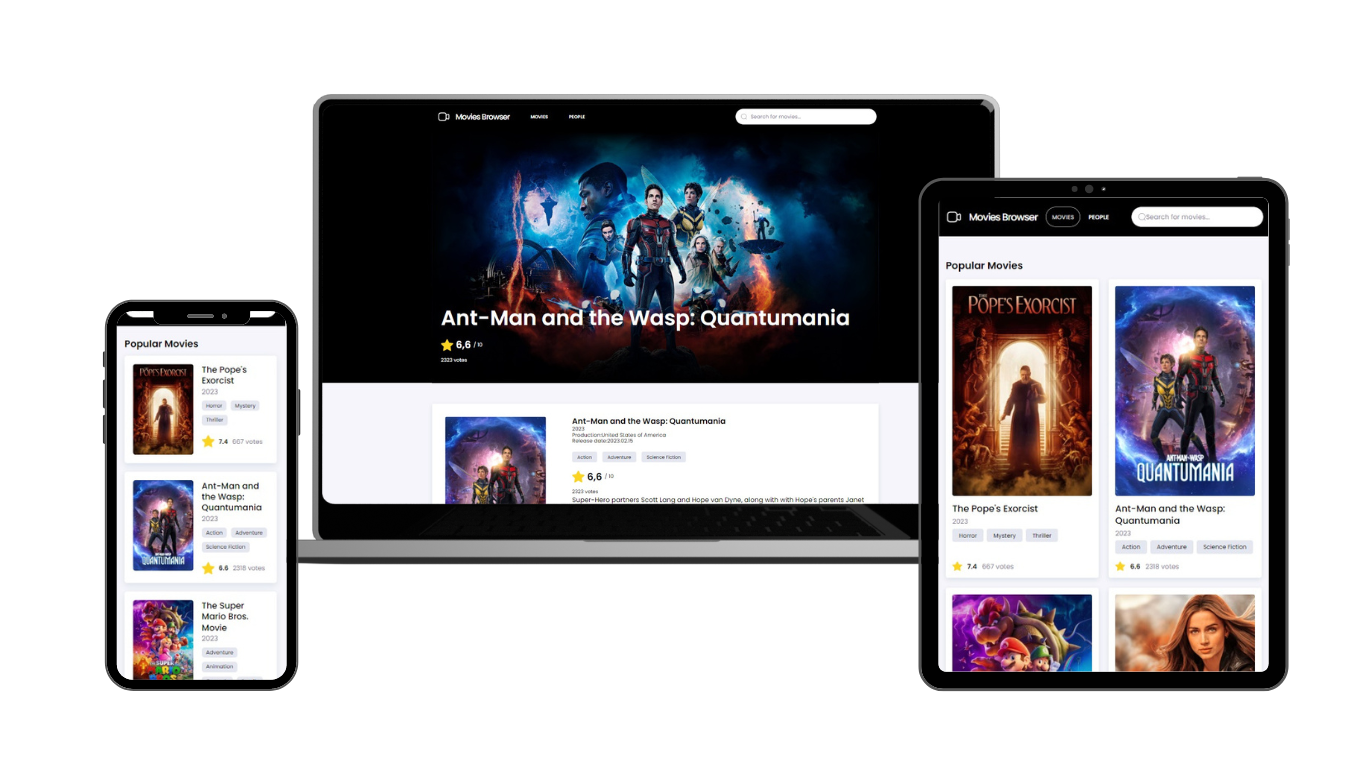 Movies Browser MOVIES PEOPLE Search for movies...
Ant-Man and the Wasp: Quantumania
6,6 / 10
2323 votes
Ant-Man and the Wasp: Quantumania
2023
Production:United States of America
Release date:2023.02.15
Action Adventure Science Fiction
6,6 / 10
2323 votes
Super-Hero partners Scott Lang and Hope van Dyne, along with with Hope's parents Janet
Popular Movies
THE POPE'S EXORCIST
The Pope's
Exorcist
2023
Horror Mystery
Thriller
7.4 667 votes
ANT-MAN AND THE WASP
QUANTUMANIA
Ant-Man and
the Wasp:
Quantumania
2023
Action Adventure
Science Fiction
6.6 2318 votes
SUPER
MARIO
The Super
Mario Bros.
Movie
2023
Adventure
Animation
Movies Browser MOVIES PEOPLE Search for movies...
Popular Movies
THE
POPE'S EXORCIST
The Pope's Exorcist
2023
Horror Mystery Thriller
7.4 667 votes
ANT-MAN AND THE WASP
QUANTUMANIA
Ant-Man and the Wasp:
Quantumania
2023
Action Adventure Science Fiction
6.6 2318 votes